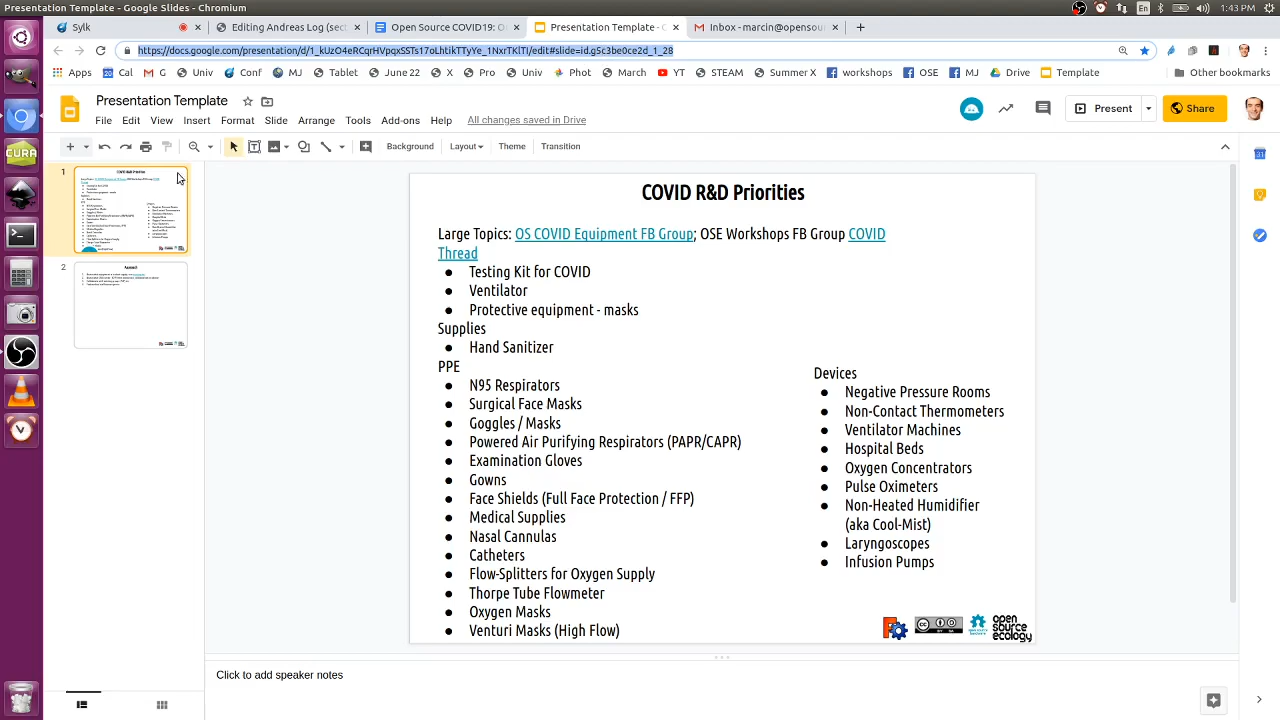 Presentation Template - Google Slides - Chromium
En
1:43 PM
Sylk
Editing Andreas Log (sect
Open Source COVID19: O
Presentation Template - G
Inbox - marcin@opensou
https://docs.google.com/presentation/d/1_kUzO4eRCqrHVpqxSSTs17oLhtikTTyYe_1NxrTKlTI/edit#slide=id.g5c3be0ce2d_1_28
Apps
Cal
G
Univ
Conf
MJ
Tablet
June 22
Xo
Pro
Univ
Phot
March
YT
STEAM
Summer X
workshops
OSE
MJ
Drive
Template
Other bookmarks
Presentation Template
File
Edit
View
Insert
Format
Slide
Arrange
Tools
Add-ons
Help
All changes saved in Drive
Present
Share
Background
Layout
Theme
Transition
CURA
1
2
COVID R&D Priorities
Large Topics: OS COVID Equipment FB Group; OSE Workshops FB Group COVID
Thread
● Testing Kit for COVID
● Ventilator
● Protective equipment - masks
Supplies
● Hand Sanitizer
PPE
● N95 Respirators
● Surgical Face Masks
● Goggles / Masks
● Powered Air Purifying Respirators (PAPR/CAPR)
● Examination Gloves
● Gowns
● Face Shields (Full Face Protection / FFP)
● Medical Supplies
● Nasal Cannulas
● Catheters
● Flow-Splitters for Oxygen Supply
● Thorpe Tube Flowmeter
● Oxygen Masks
● Venturi Masks (High Flow)
Devices
● Negative Pressure Rooms
● Non-Contact Thermometers
● Ventilator Machines
● Hospital Beds
● Oxygen Concentrators
● Pulse Oximeters
● Non-Heated Humidifier
(aka Cool-Mist)
● Laryngoscopes
● Infusion Pumps
open
source
ecology
Click to add speaker notes